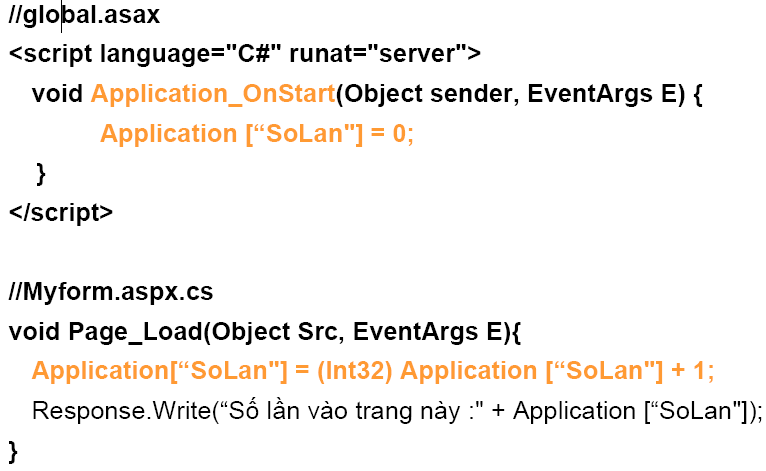 //global.asax
<script language="C#" runat="server">
void Application_OnStart(Object sender, EventArgs E) {
Application [“SoLan"] = 0;
}
</script>
//Myform.aspx.cs
void Page_Load(Object Src, EventArgs E){
Application[“SoLan"] = (Int32) Application [“SoLan"] + 1;
Response.Write(“Số lần vào trang này :" + Application [“SoLan"]);
}